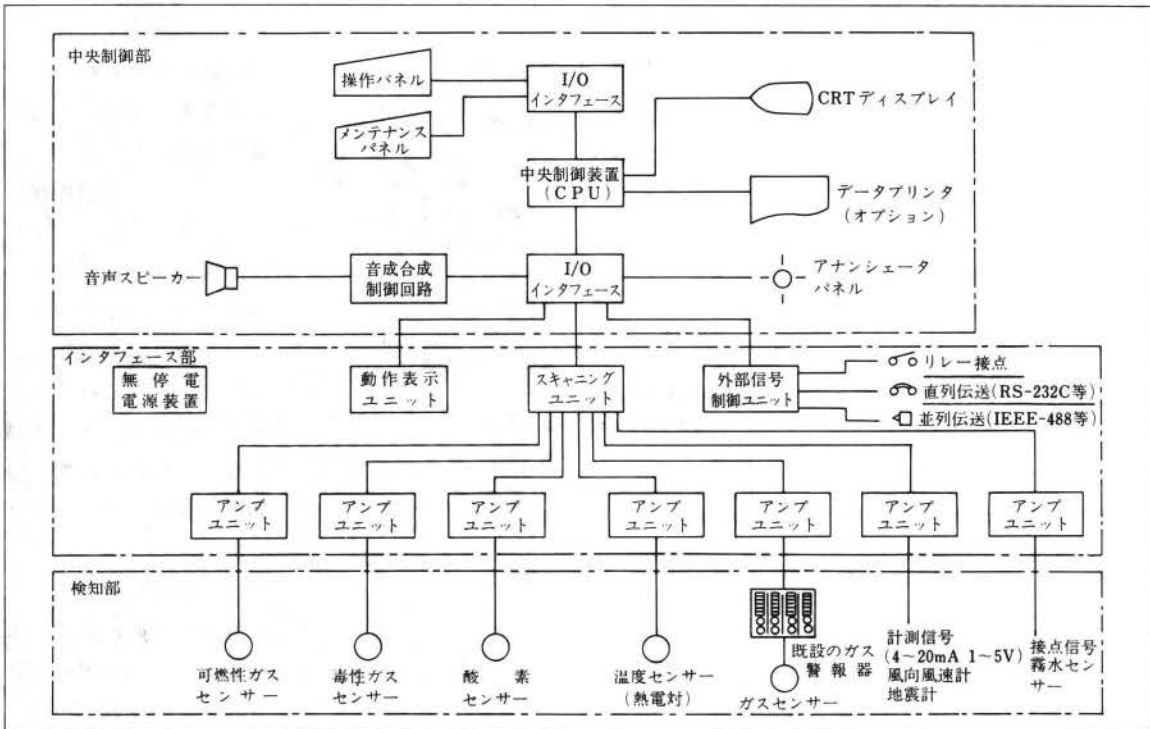 中央制御部
操作パネル
I/O
インタフェース
CRTディスプレイ
メンテナンス
パネル
中央制御装置
(CPU)
データプリンタ
(オプション)
音声スピーカー
音成合成
制御回路
I/O
インタフェース
アナンシェータ
パネル
インタフェース部
無停電
電源装置
動作表示
ユニット
スキャニング
ユニット
外部信号
制御ユニット
リレー接点
直列伝送(RS-232C等)
並列伝送(IEEE-488等)
アンプ
ユニット
アンプ
ユニット
アンプ
ユニット
アンプ
ユニット
アンプ
ユニット
アンプ
ユニット
アンプ
ユニット
検知部
可燃性ガス
センサー
毒性ガス
センサー
酸素
センサー
温度センサー
(熱電対)
既設のガス
警報器
ガスセンサー
計測信号
(4~20mA 1~5V)
風向風速計
地震計
接点信号
霧水セン
サー